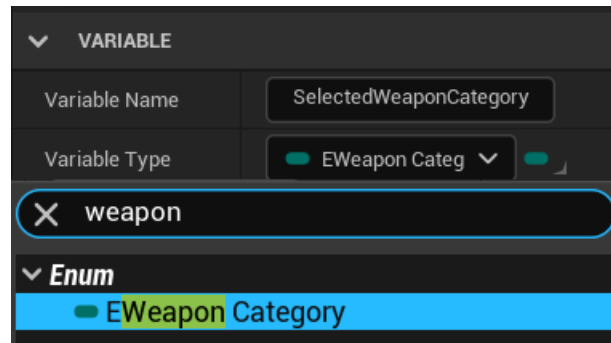 VARIABLE
Variable Name SelectedWeaponCategory
Variable Type EWeapon Categ
weapon
Enum
EWeapon Category